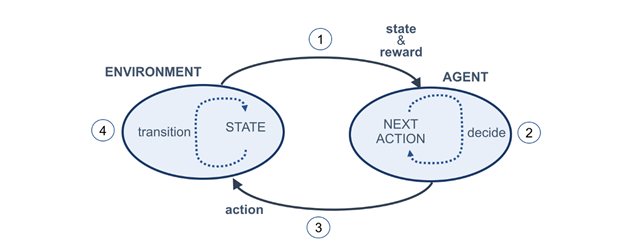 1
state
&
reward
ENVIRONMENT
AGENT
4
transition
STATE
NEXT
ACTION
decide
2
action
3